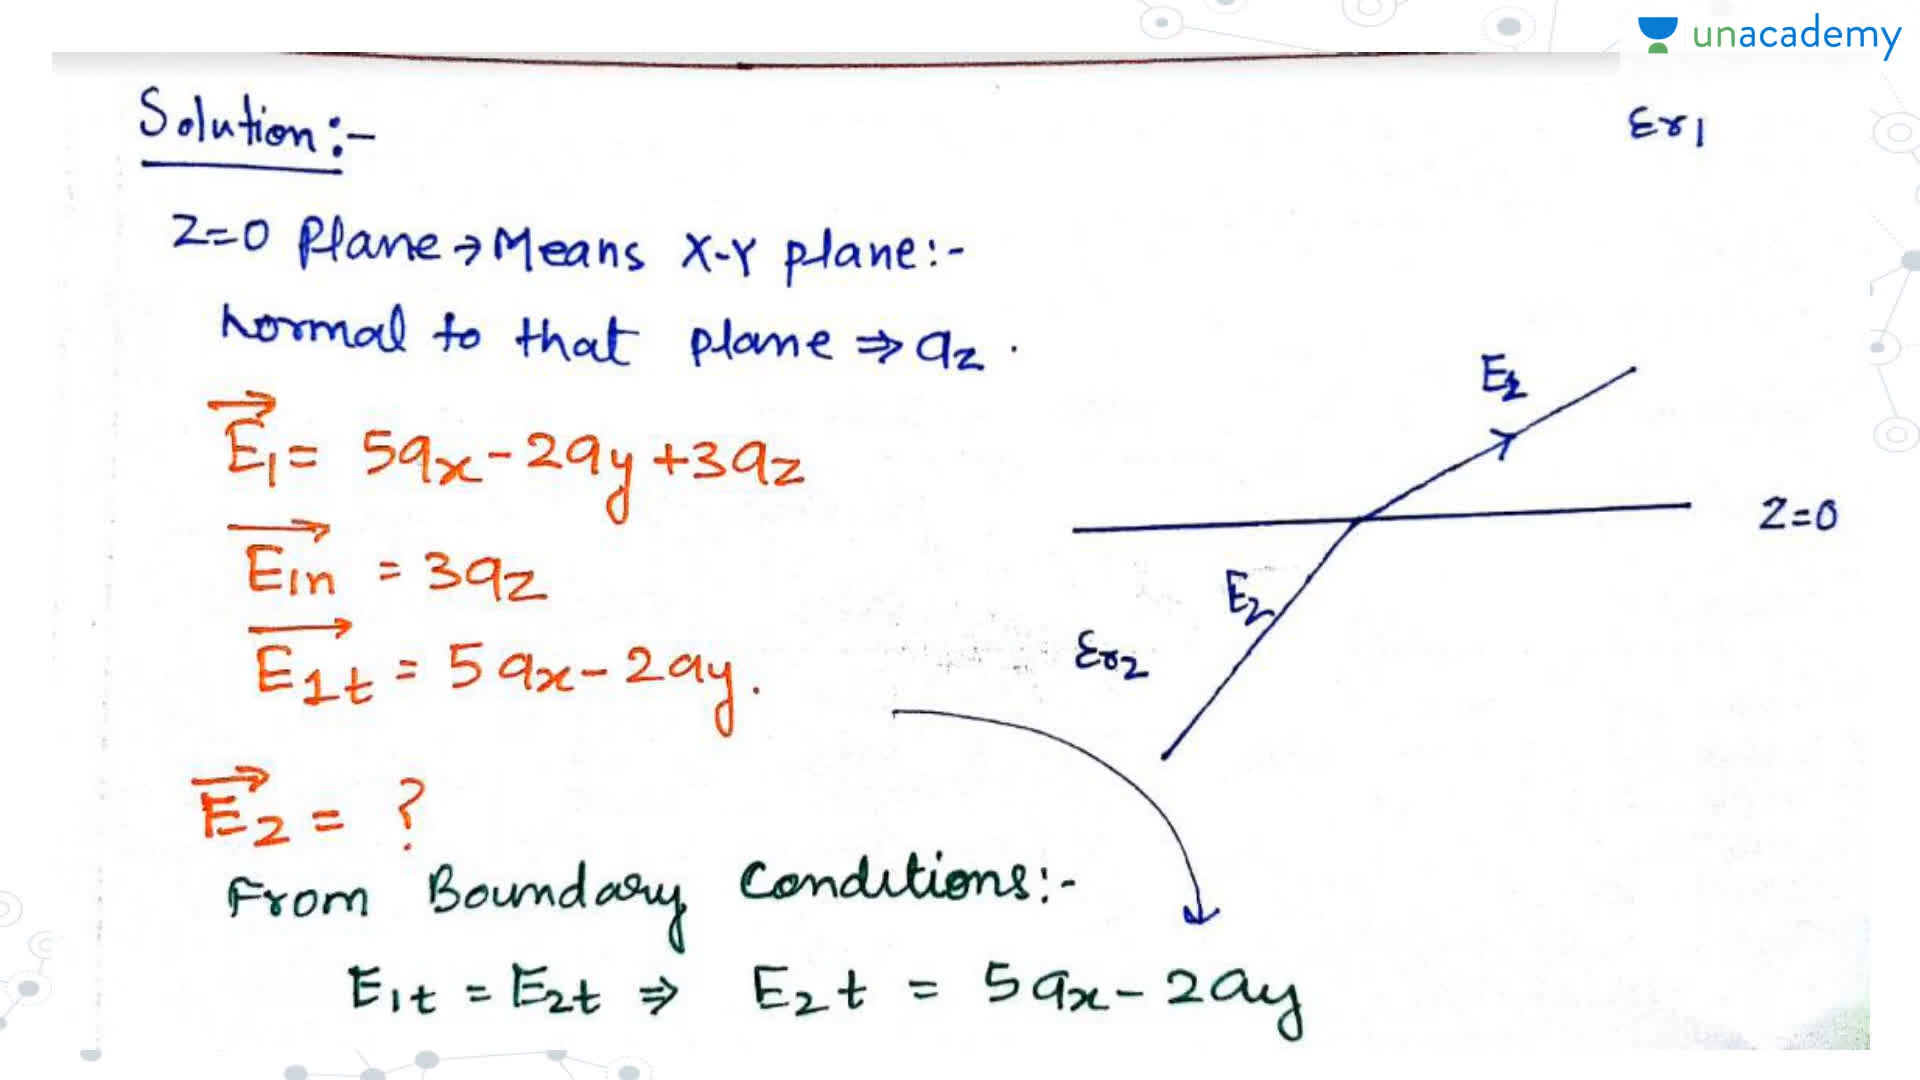 unacademy
Solution:-
εr1
Z=0 Plane → Means X-Y plane:-
Normal to that plane ⇒ az .
E1 = 5ax - 2ay + 3az
E1n = 3az
E1t = 5ax - 2ay.
E2 = ?
E2
Z=0
E2
εr2
From Boundary Conditions:-
E1t = E2t ⇒ E2t = 5ax - 2ay